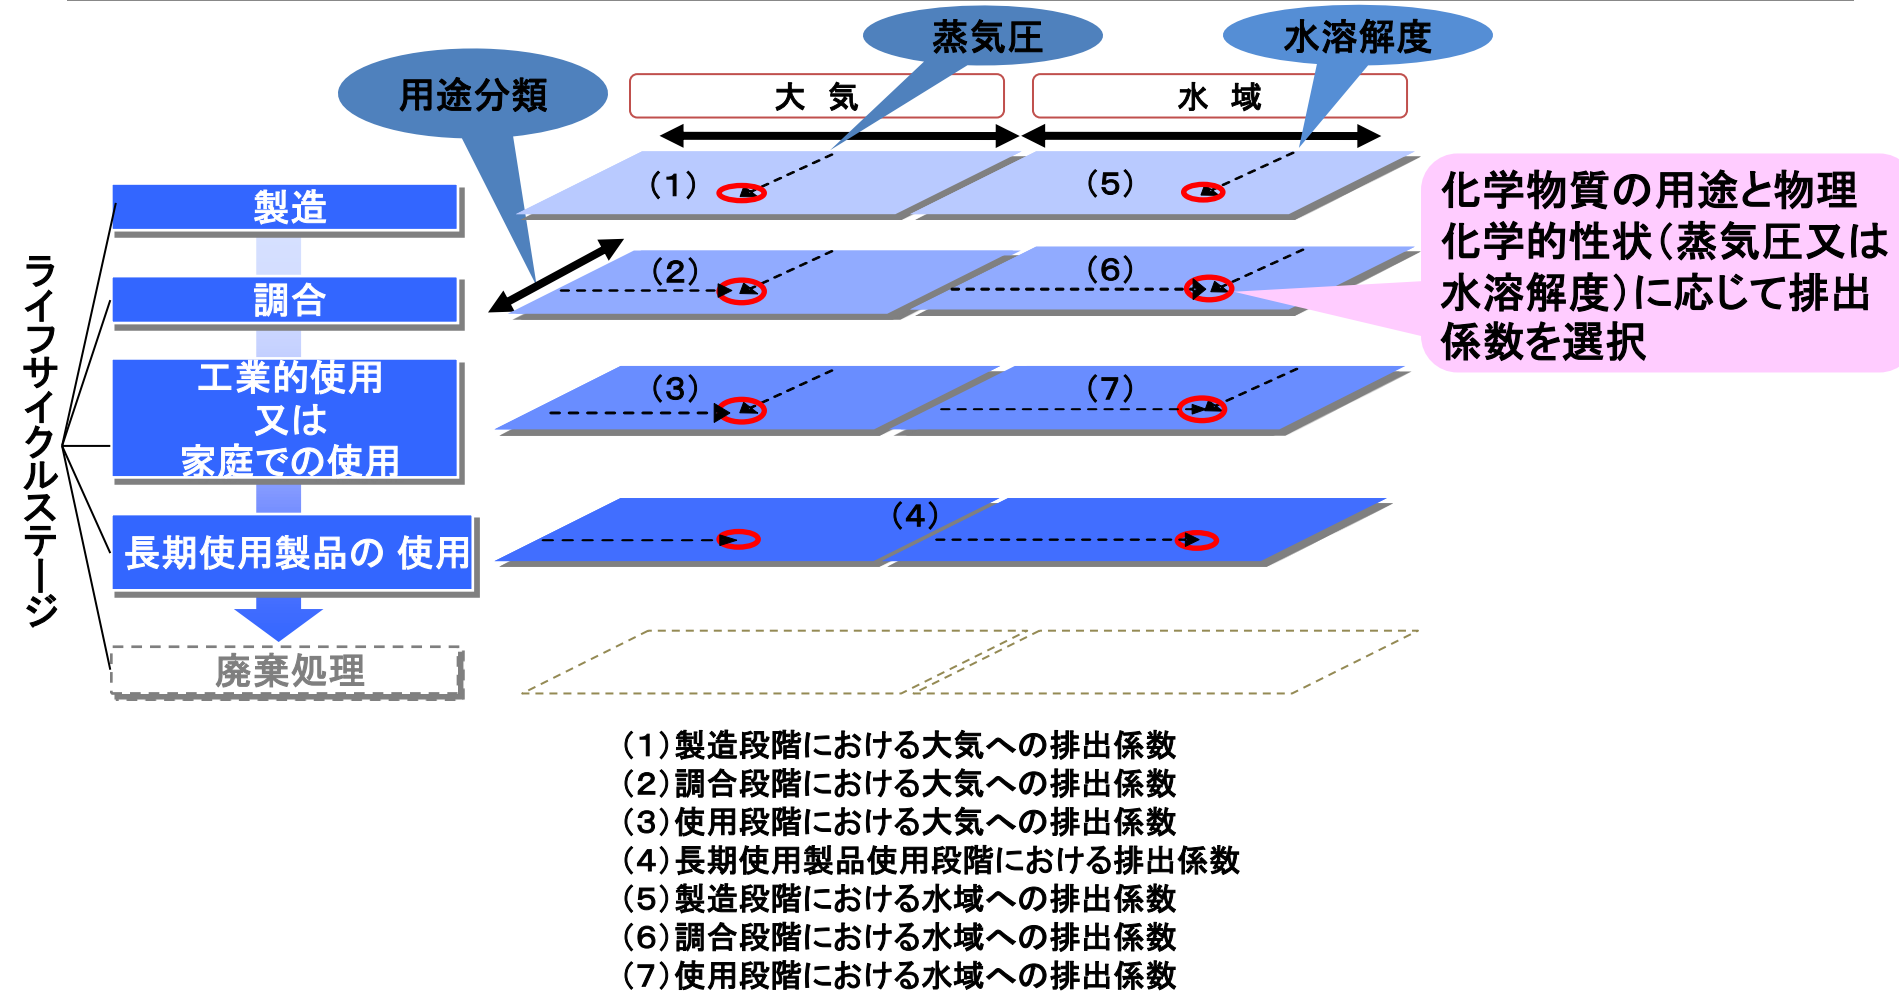 蒸気圧
水溶解度
用途分類
大　気
水　域
ライフサイクルステージ
製造
調合
工業的使用
又は
家庭での使用
長期使用製品の 使用
廃棄処理
（１）
（５）
（２）
（６）
（３）
（７）
（４）
化学物質の用途と物理
化学的性状（蒸気圧又は
水溶解度）に応じて排出
係数を選択
（１）製造段階における大気への排出係数
（２）調合段階における大気への排出係数
（３）使用段階における大気への排出係数
（４）長期使用製品使用段階における排出係数
（５）製造段階における水域への排出係数
（６）調合段階における水域への排出係数
（７）使用段階における水域への排出係数